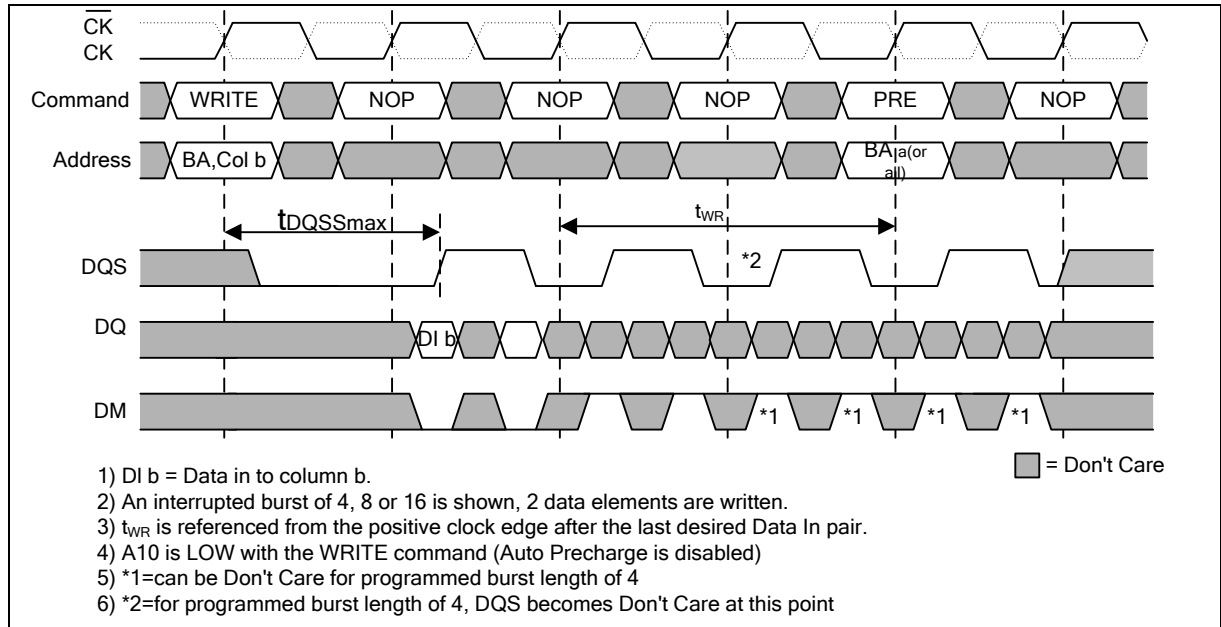 CK
CK
Command WRITE NOP NOP NOP PRE NOP
Address BA,Col b BA a(or
all)
tDQSSmax tWR
DQS *2
DQ DI b
DM *1 *1 *1 *1
= Don't Care
1) DI b = Data in to column b.
2) An interrupted burst of 4, 8 or 16 is shown, 2 data elements are written.
3) tWR is referenced from the positive clock edge after the last desired Data In pair.
4) A10 is LOW with the WRITE command (Auto Precharge is disabled)
5) *1=can be Don't Care for programmed burst length of 4
6) *2=for programmed burst length of 4, DQS becomes Don't Care at this point